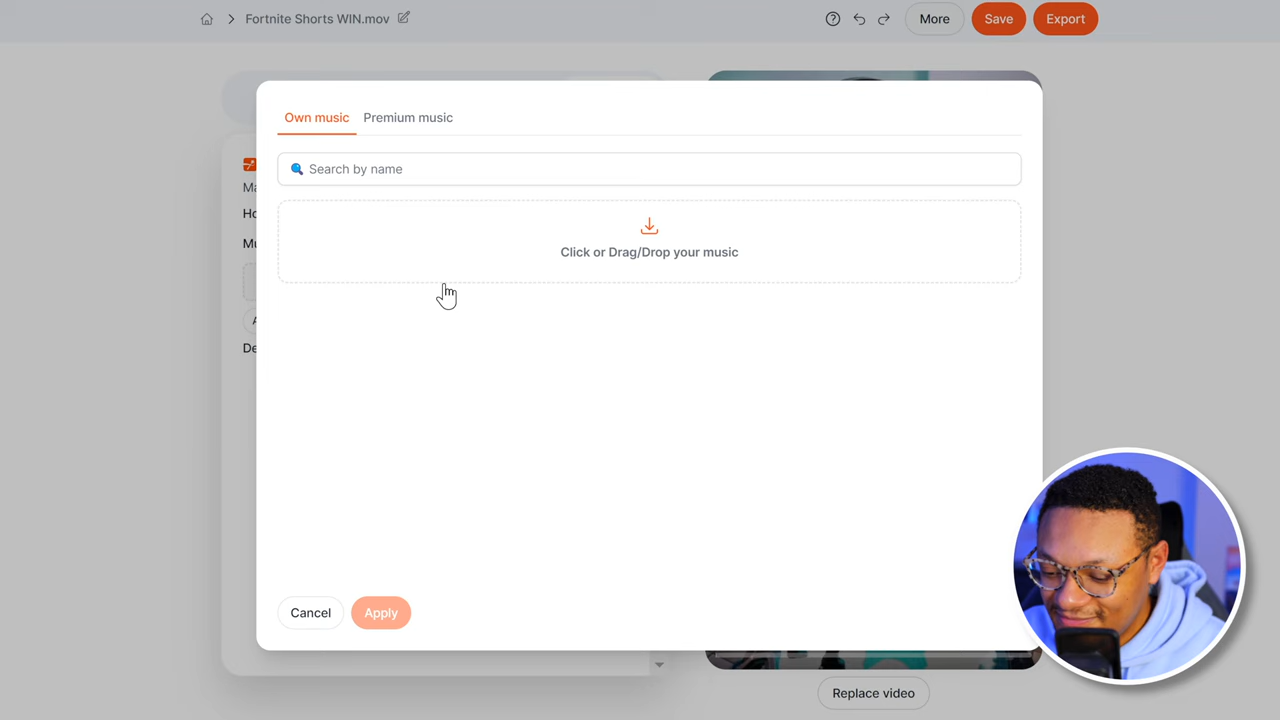 Fortnite Shorts WIN.mov
More
Save
Export
Own music
Premium music
Search by name
Click or Drag/Drop your music
Cancel
Apply
Replace video